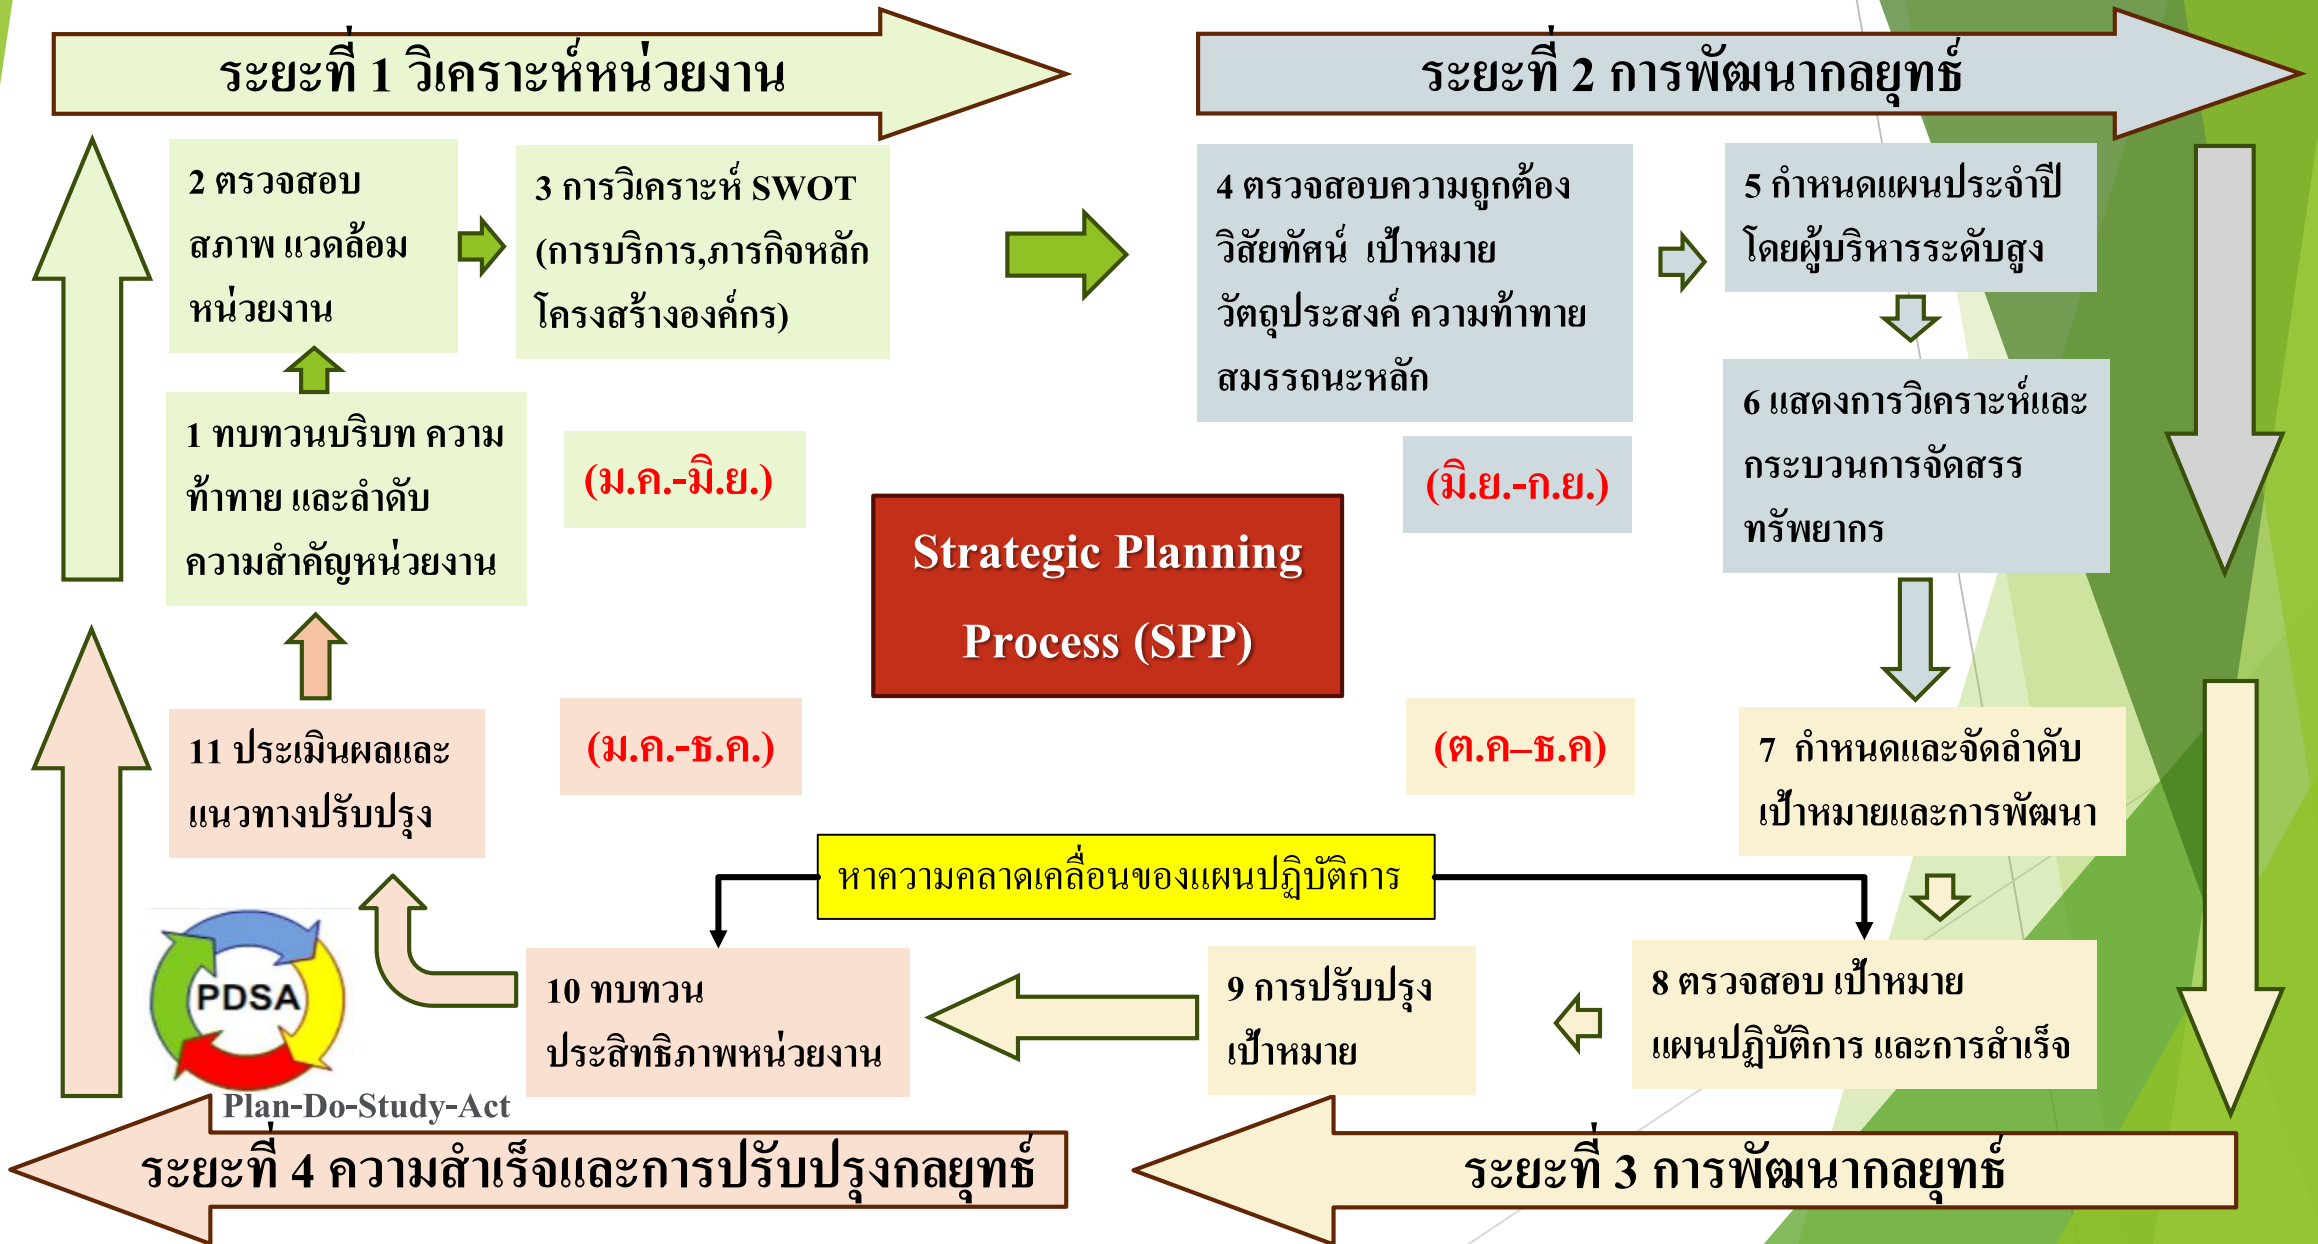 ระยะที่ 1 วิเคราะห์หน่วยงาน
ระยะที่ 2 การพัฒนากลยุทธ์
2 ตรวจสอบ
สภาพ แวดล้อม
หน่วยงาน
3 การวิเคราะห์ SWOT
(การบริการ,ภารกิจหลัก
โครงสร้างองค์กร)
4 ตรวจสอบความถูกต้อง
วิสัยทัศน์ เป้าหมาย
วัตถุประสงค์ ความท้าทาย
สมรรถนะหลัก
5 กำหนดแผนประจำปี
โดยผู้บริหารระดับสูง
1 ทบทวนบริบท ความ
ท้าทาย และลำดับ
ความสำคัญหน่วยงาน
(ม.ค.-มิ.ย.)
(มิ.ย.-ก.ย.)
6 แสดงการวิเคราะห์และ
กระบวนการจัดสรร
ทรัพยากร
Strategic Planning
Process (SPP)
11 ประเมินผลและ
แนวทางปรับปรุง
(ม.ค.-ธ.ค.)
(ต.ค–ธ.ค)
7 กำหนดและจัดลำดับ
เป้าหมายและการพัฒนา
หาความคลาดเคลื่อนของแผนปฏิบัติการ
10 ทบทวน
ประสิทธิภาพหน่วยงาน
9 การปรับปรุง
เป้าหมาย
8 ตรวจสอบ เป้าหมาย
แผนปฏิบัติการ และการสำเร็จ
PDSA
Plan-Do-Study-Act
ระยะที่ 4 ความสำเร็จและการปรับปรุงกลยุทธ์
ระยะที่ 3 การพัฒนากลยุทธ์